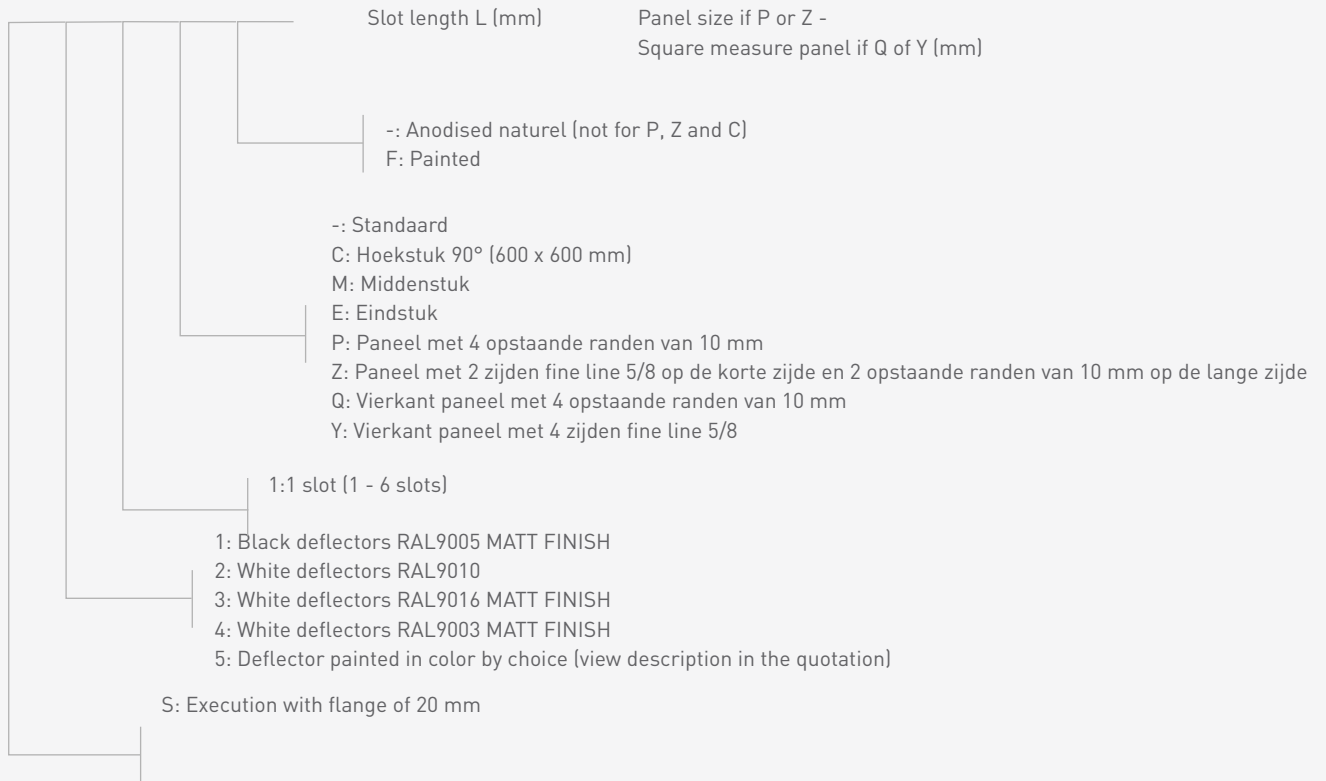 Slot length L (mm) Panel size if P or Z -
Square measure panel if Q of Y (mm)
-: Anodised naturel (not for P, Z and C)
F: Painted
-: Standaard
C: Hoekstuk 90° (600 x 600 mm)
M: Middenstuk
E: Eindstuk
P: Paneel met 4 opstaande randen van 10 mm
Z: Paneel met 2 zijden fine line 5/8 op de korte zijde en 2 opstaande randen van 10 mm op de lange zijde
Q: Vierkant paneel met 4 opstaande randen van 10 mm
Y: Vierkant paneel met 4 zijden fine line 5/8
1:1 slot (1 - 6 slots)
1: Black deflectors RAL9005 MATT FINISH
2: White deflectors RAL9010
3: White deflectors RAL9016 MATT FINISH
4: White deflectors RAL9003 MATT FINISH
5: Deflector painted in color by choice (view description in the quotation)
S: Execution with flange of 20 mm